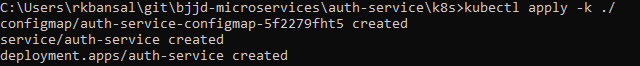 C:\Users\rkbansal\git\bjjd-microservices\auth-service\k8s>kubectl apply -k ./
configmap/auth-service-configmap-5f2279fht5 created
service/auth-service created
deployment.apps/auth-service created